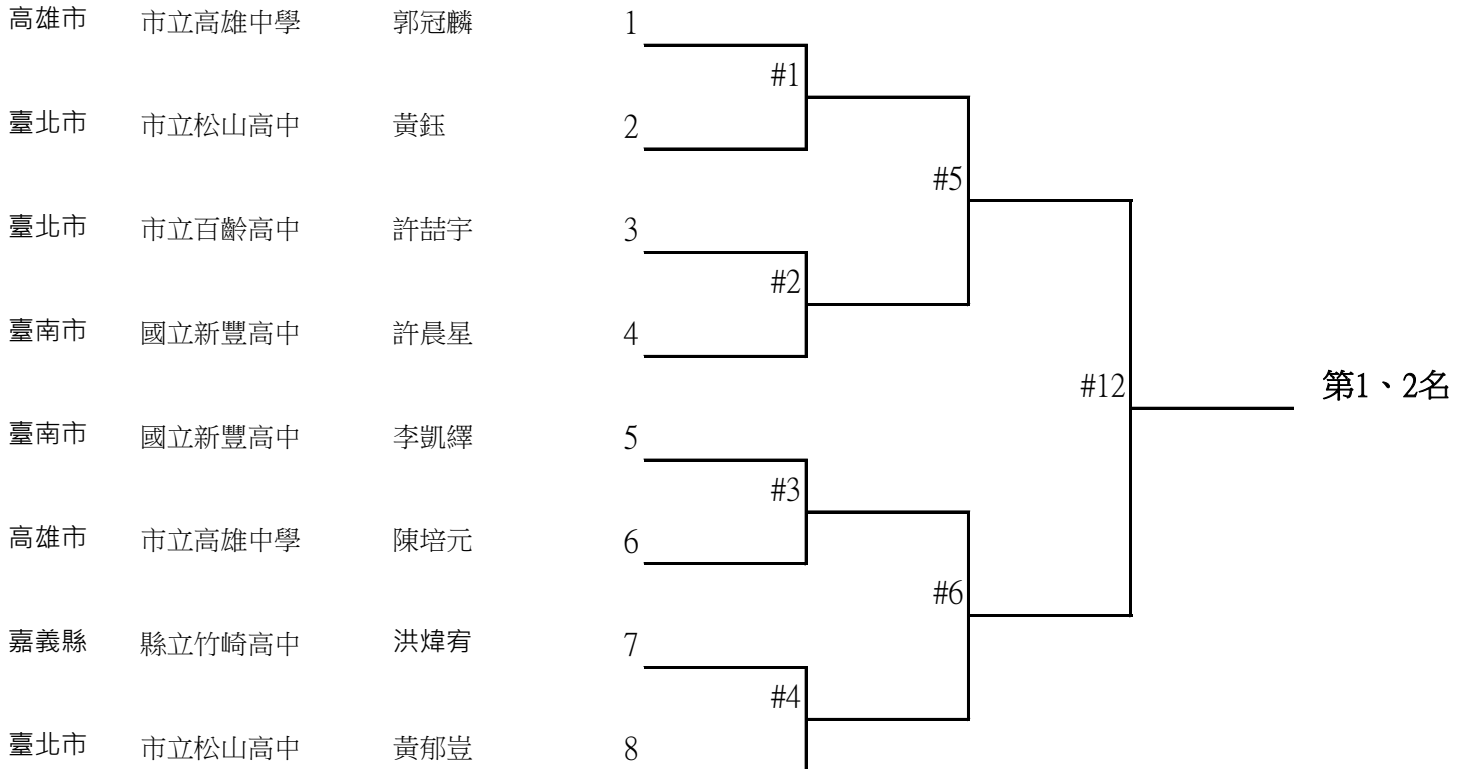 高雄市 市立高雄中學 郭冠麟 1
#1
臺北市 市立松山高中 黃鈺 2
#5
臺北市 市立百齡高中 許喆宇 3
#2
臺南市 國立新豐高中 許晨星 4
#12 第1、2名
臺南市 國立新豐高中 李凱繹 5
#3
高雄市 市立高雄中學 陳培元 6
#6
嘉義縣 縣立竹崎高中 洪煒宥 7
#4
臺北市 市立松山高中 黃郁豈 8